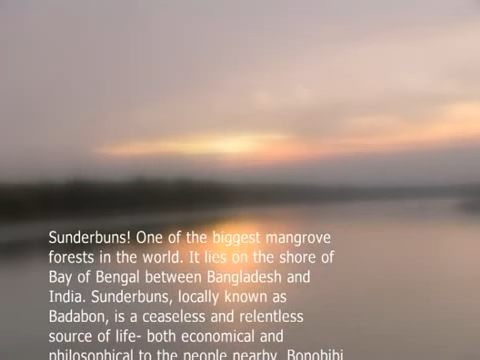 Sunderbuns! One of the biggest mangrove
forests in the world. It lies on the shore of
Bay of Bengal between Bangladesh and
India. Sunderbuns, locally known as
Badabon, is a ceaseless and relentless
source of life- both economical and
philosophical to the people nearby. Bonobibi